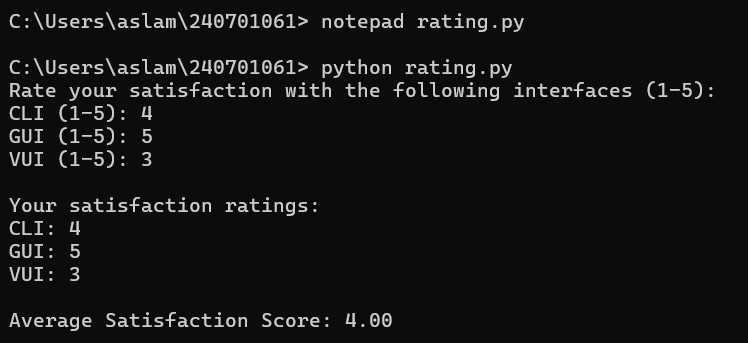 C:\Users\aslam\240701061> notepad rating.py
C:\Users\aslam\240701061> python rating.py
Rate your satisfaction with the following interfaces (1-5):
CLI (1-5): 4
GUI (1-5): 5
VUI (1-5): 3
Your satisfaction ratings:
CLI: 4
GUI: 5
VUI: 3
Average Satisfaction Score: 4.00